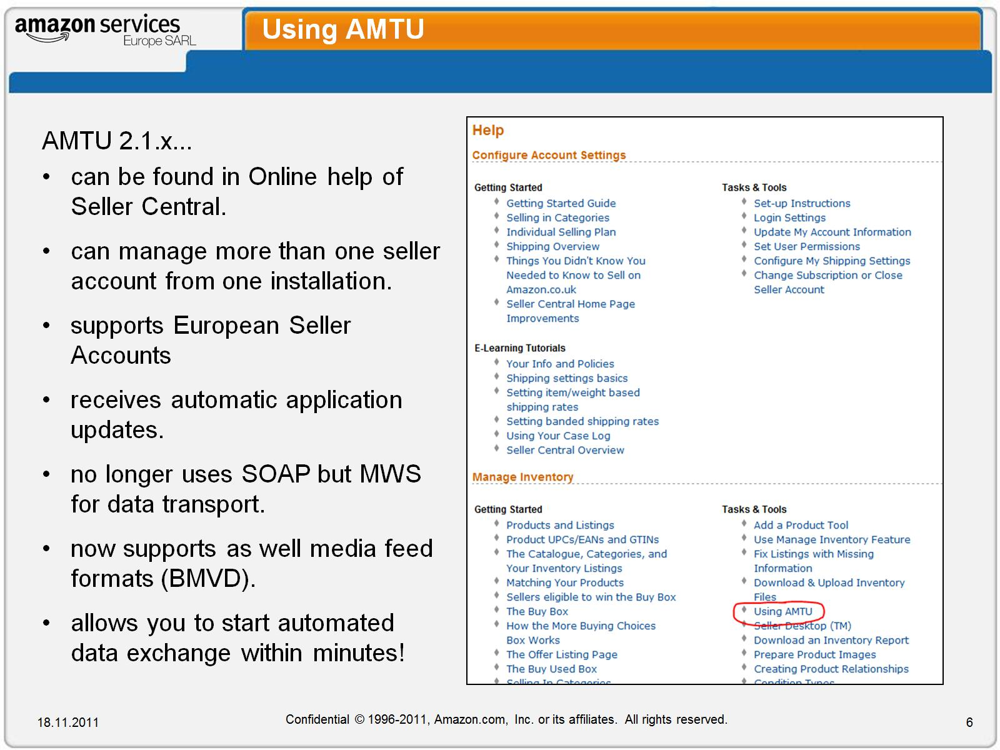 amazon services
Europe SARL
Using AMTU
AMTU 2.1.x...
• can be found in Online help of
Seller Central.
• can manage more than one seller
account from one installation.
• supports European Seller
Accounts
• receives automatic application
updates.
• no longer uses SOAP but MWS
for data transport.
• now supports as well media feed
formats (BMVD).
• allows you to start automated
data exchange within minutes!
Help
Configure Account Settings
Getting Started
Getting Started Guide
Selling in Categories
Individual Selling Plan
Shipping Overview
Things You Didn't Know You
Needed to Know to Sell on
Amazon.co.uk
Seller Central Home Page
Improvements
Tasks & Tools
Set-up Instructions
Login Settings
Update My Account Information
Set User Permissions
Configure My Shipping Settings
Change Subscription or Close
Seller Account
E-Learning Tutorials
Your Info and Policies
Shipping settings basics
Setting item/weight based
shipping rates
Setting banded shipping rates
Using Your Case Log
Seller Central Overview
Manage Inventory
Getting Started
Products and Listings
Product UPCs/EANs and GTINs
The Catalogue, Categories, and
Your Inventory Listings
Matching Your Products
Sellers eligible to win the Buy Box
The Buy Box
How the More Buying Choices
Box Works
The Offer Listing Page
The Buy Used Box
Selling In Categories
Tasks & Tools
Add a Product Tool
Use Manage Inventory Feature
Fix Listings with Missing
Information
Download & Upload Inventory
Files
Using AMTU
Seller Desktop (TM)
Download an Inventory Report
Prepare Product Images
Creating Product Relationships
Condition Types
18.11.2011
Confidential © 1996-2011, Amazon.com, Inc. or its affiliates. All rights reserved.
6